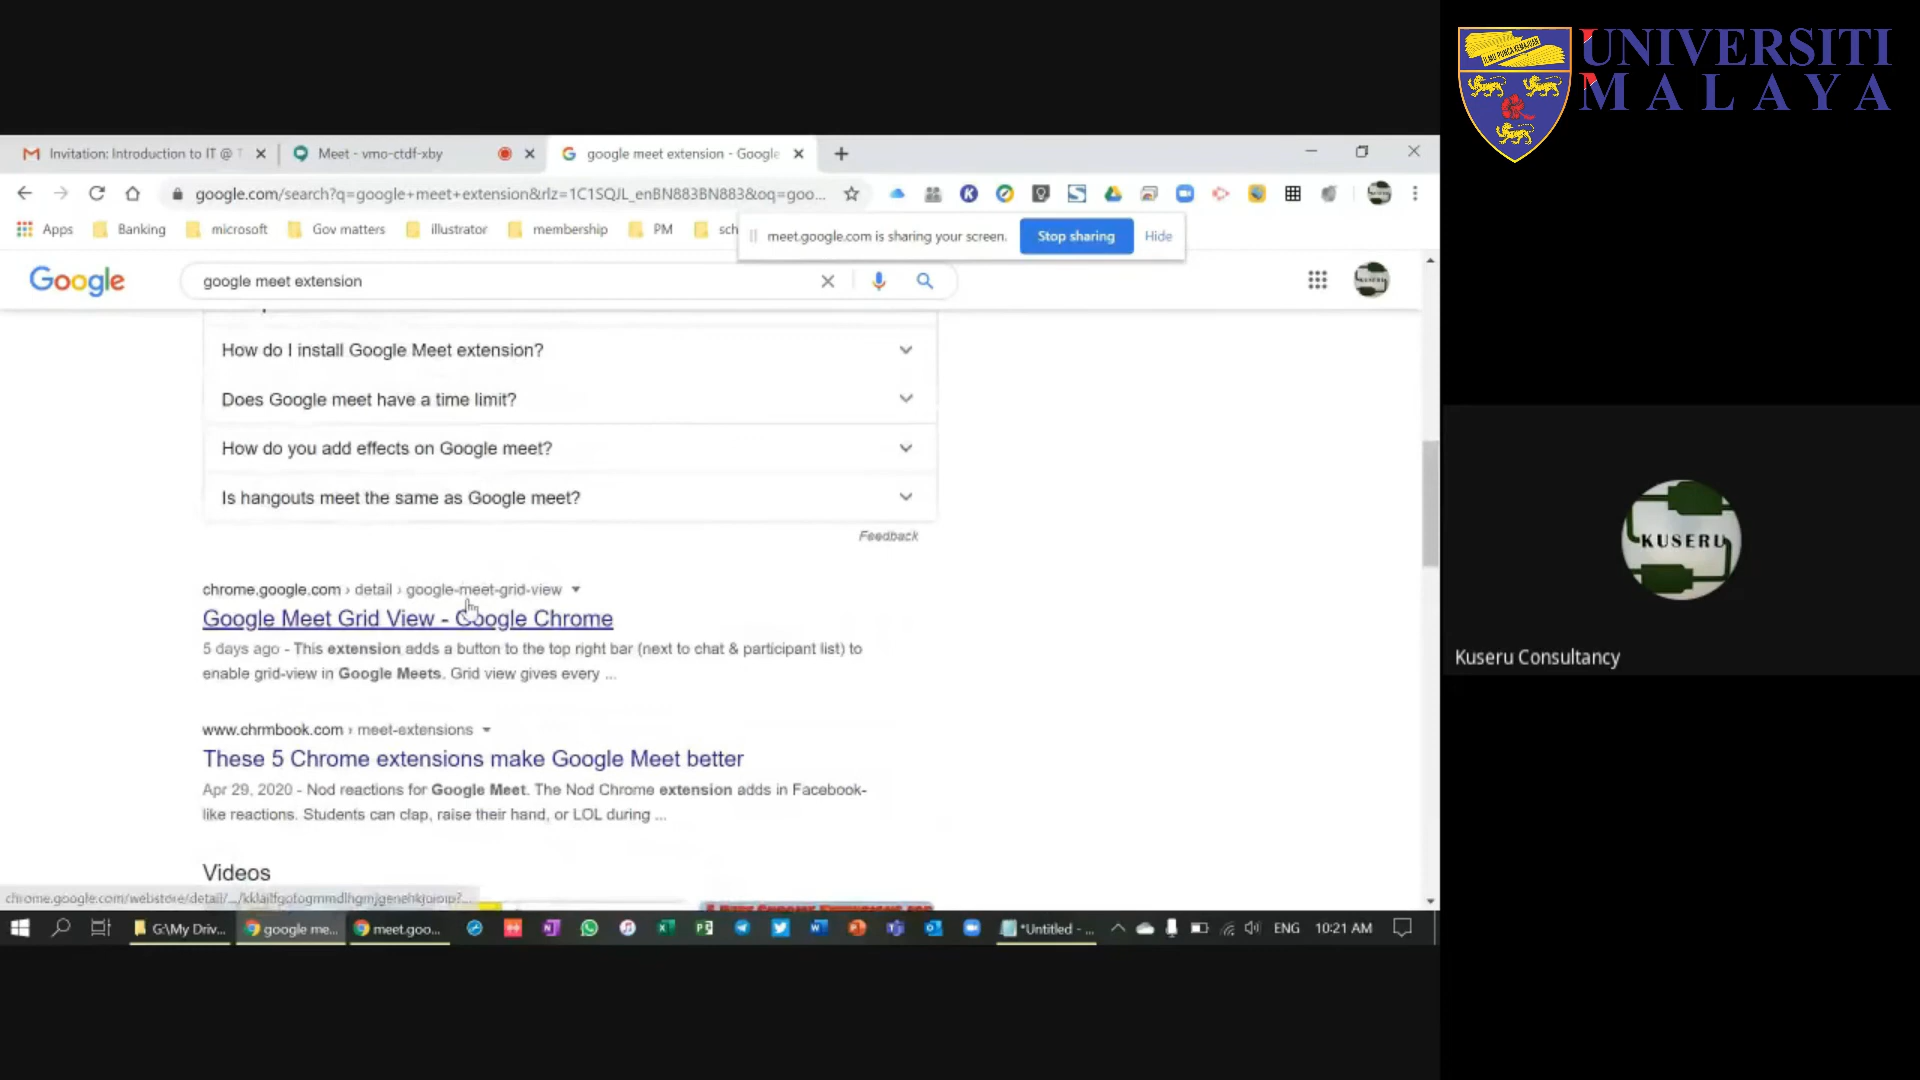 UNIVERSITI
MALAYA
ILMU PUNCA KEMAJUAN
Invitation: Introduction to IT @ T
Meet - vmo-ctdf-xby
google meet extension - Google
google.com/search?q=google+meet+extension&rlz=1C1SQJL_enBN883BN883&oq=goo...
Apps
Banking
microsoft
Gov matters
illustrator
membership
PM
sch
meet.google.com is sharing your screen.
Stop sharing
Hide
Google
google meet extension
How do I install Google Meet extension?
Does Google meet have a time limit?
How do you add effects on Google meet?
Is hangouts meet the same as Google meet?
Feedback
chrome.google.com › detail › google-meet-grid-view
Google Meet Grid View - Google Chrome
5 days ago - This extension adds a button to the top right bar (next to chat & participant list) to
enable grid-view in Google Meets. Grid view gives every ...
www.chrmbook.com › meet-extensions
These 5 Chrome extensions make Google Meet better
Apr 29, 2020 - Nod reactions for Google Meet. The Nod Chrome extension adds in Facebook-
like reactions. Students can clap, raise their hand, or LOL during ...
Videos
KUSERU
Kuseru Consultancy
G:\My Driv...
google me...
meet.goo...
*Untitled - ...
ENG
10:21 AM